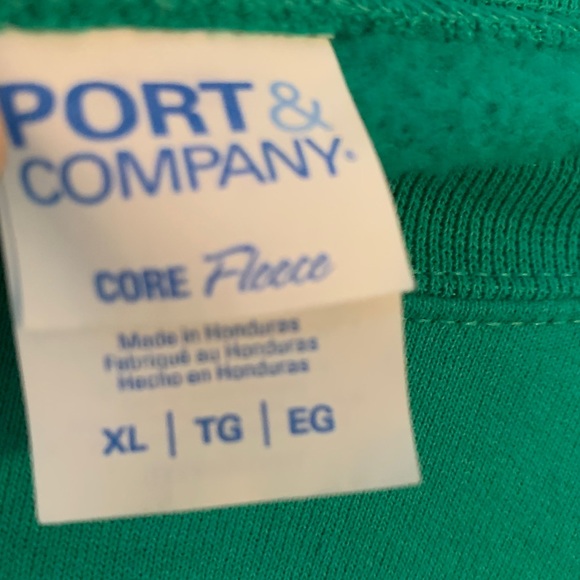 PORT &
COMPANY
CORE Fleece
Made in Honduras
Fabriqué au Honduras
Hecho en Honduras
XL | TG | EG